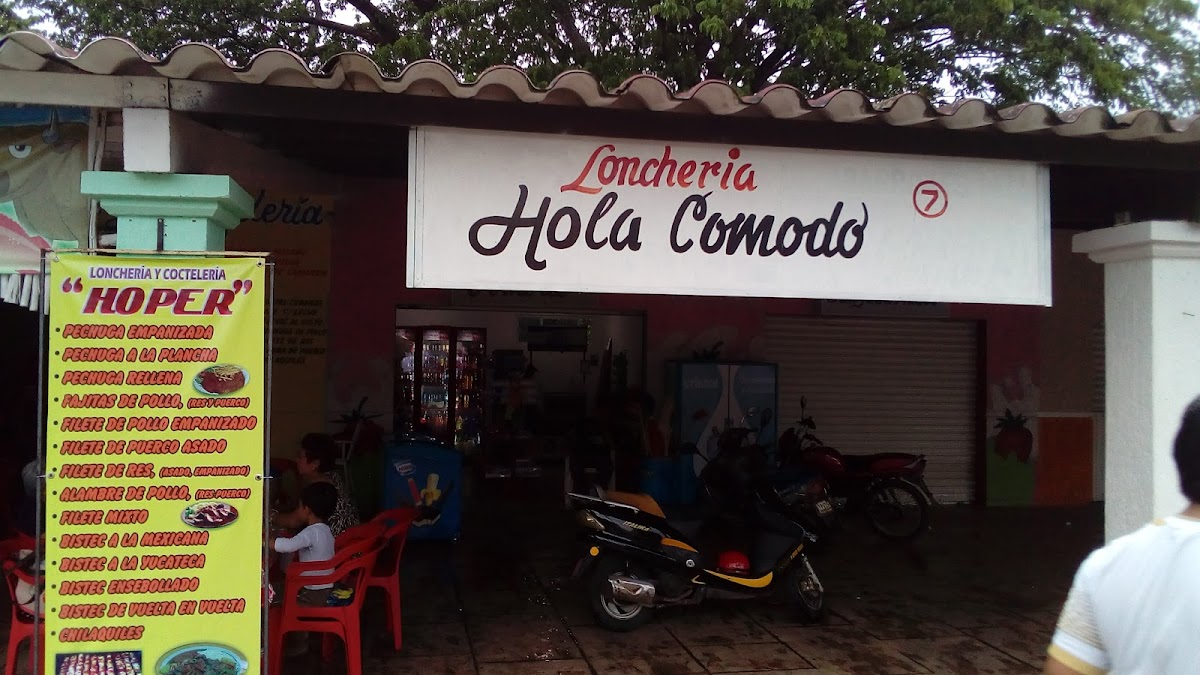 Loncheria
Hola Comodo
7
LONCHERÍA Y COCTELERÍA
"HOPER"
• PECHUGA EMPANIZADA
• PECHUGA A LA PLANCHA
• PECHUGA RELLENA
• FAJITAS DE POLLO, (RES Y PUERCO)
• FILETE DE POLLO EMPANIZADO
• FILETE DE PUERCO ASADO
• FILETE DE RES, (ASADO, EMPANIZADO)
• ALAMBRE DE POLLO, (RES-PUERCO)
• FILETE MIXTO
• BISTEC A LA MEXICANA
• BISTEC A LA YUCATECA
• BISTEC ENSEBOLLADO
• BISTEC DE VUELTA EN VUELTA
• CHILAQUILES
cristal